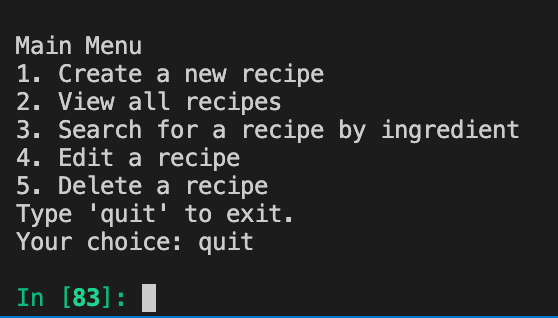 Main Menu
1. Create a new recipe
2. View all recipes
3. Search for a recipe by ingredient
4. Edit a recipe
5. Delete a recipe
Type 'quit' to exit.
Your choice: quit
In [83]: